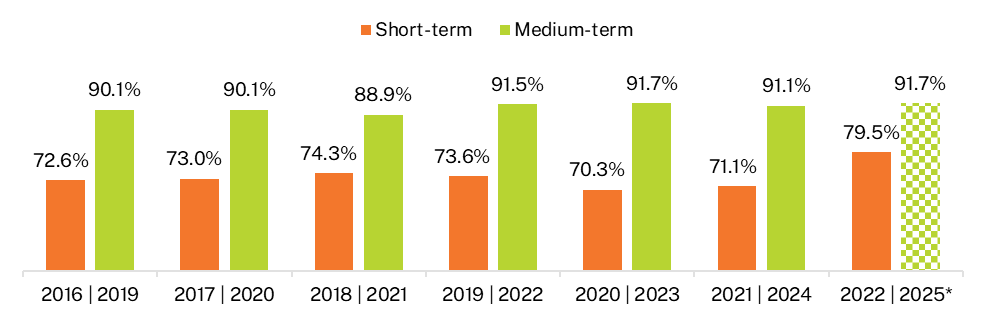 Short-term Medium-term
90.1% 90.1% 88.9% 91.5% 91.7% 91.1% 91.7%
72.6% 73.0% 74.3% 73.6% 70.3% 71.1% 79.5%
2016 | 2019 2017 | 2020 2018 | 2021 2019 | 2022 2020 | 2023 2021 | 2024 2022 | 2025*